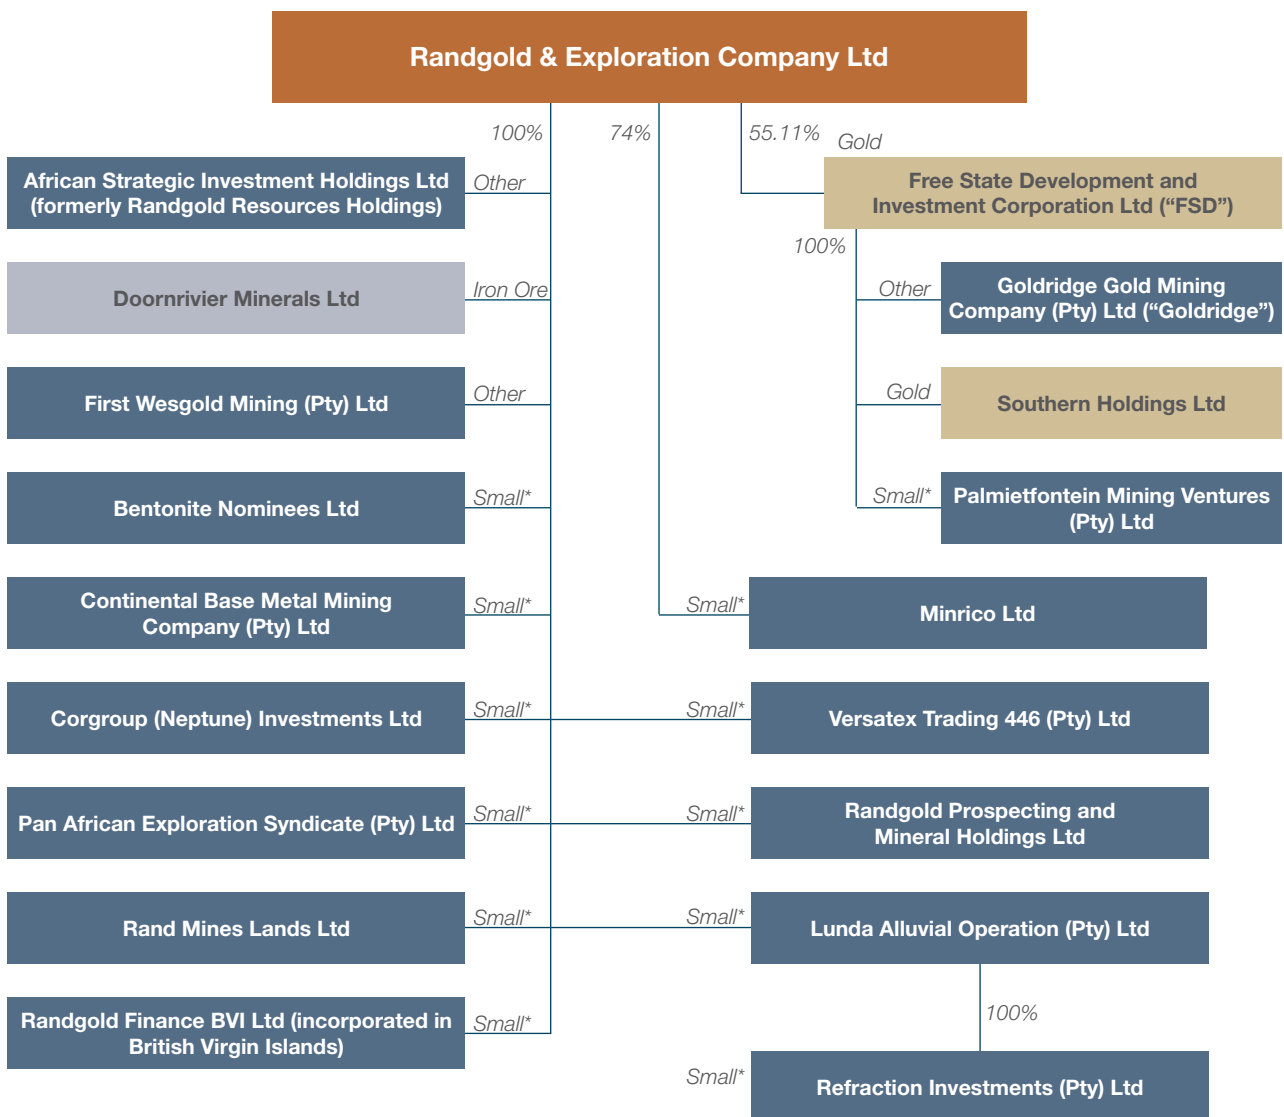 Randgold & Exploration Company Ltd
100%
74%
55.11%
Gold
African Strategic Investment Holdings Ltd
(formerly Randgold Resources Holdings)
Other
Free State Development and
Investment Corporation Ltd (“FSD”)
100%
Doornrivier Minerals Ltd
Iron Ore
Other
Goldridge Gold Mining
Company (Pty) Ltd (“Goldridge”)
First Wesgold Mining (Pty) Ltd
Other
Gold
Southern Holdings Ltd
Bentonite Nominees Ltd
Small*
Small*
Palmietfontein Mining Ventures
(Pty) Ltd
Continental Base Metal Mining
Company (Pty) Ltd
Small*
Small*
Minrico Ltd
Corgroup (Neptune) Investments Ltd
Small*
Small*
Versatex Trading 446 (Pty) Ltd
Pan African Exploration Syndicate (Pty) Ltd
Small*
Small*
Randgold Prospecting and
Mineral Holdings Ltd
Rand Mines Lands Ltd
Small*
Small*
Lunda Alluvial Operation (Pty) Ltd
Randgold Finance BVI Ltd (incorporated in
British Virgin Islands)
Small*
100%
Small*
Refraction Investments (Pty) Ltd